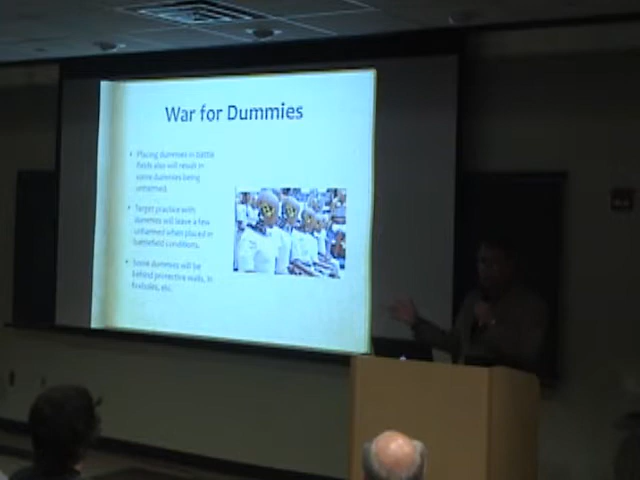 War for Dummies
Placing dummies in battle
fields also will result in
some dummies being
unharmed.
Target practice with
dummies will leave a few
unharmed when placed in
battlefield conditions.
Some dummies will be
behind protective walls, in
foxholes, etc.